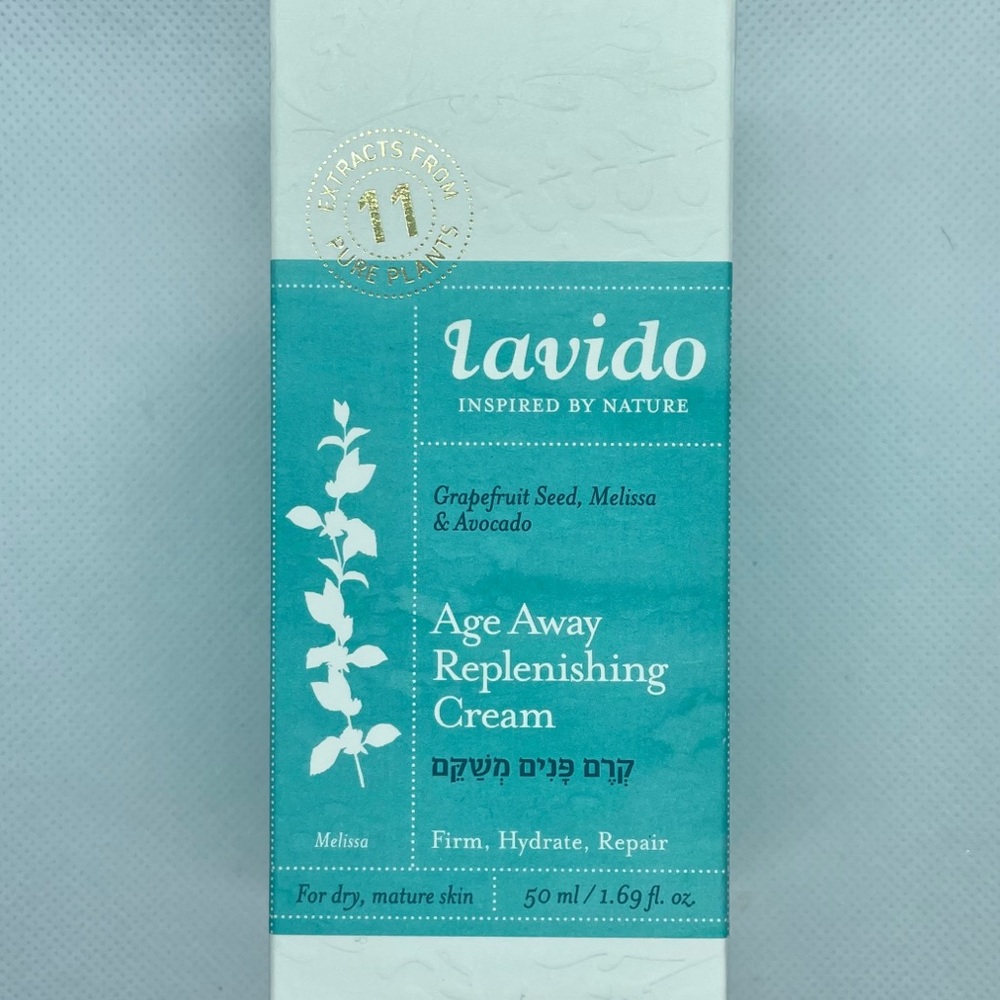 EXTRACTS FROM
11
PURE PLANTS
lavido
INSPIRED BY NATURE
Grapefruit Seed, Melissa
& Avocado
Age Away
Replenishing
Cream
קְרֶם פָּנִים מְשַׁקֵּם
Melissa
Firm, Hydrate, Repair
For dry, mature skin
50 ml / 1.69 fl. oz.